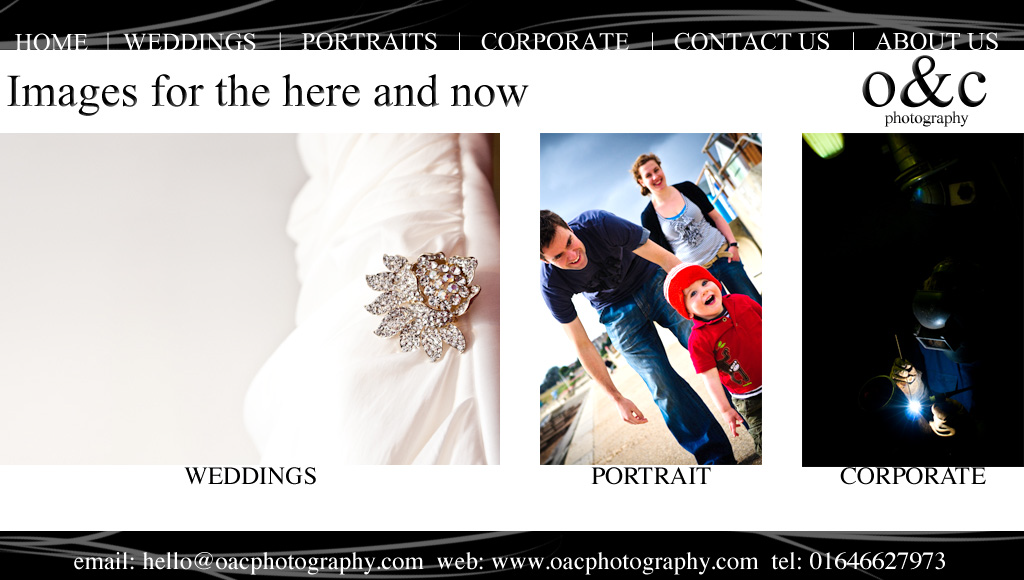 HOME | WEDDINGS | PORTRAITS | CORPORATE | CONTACT US | ABOUT US
Images for the here and now
o&c
photography
WEDDINGS
PORTRAIT
CORPORATE
email: hello@oacphotography.com web: www.oacphotography.com tel: 01646627973